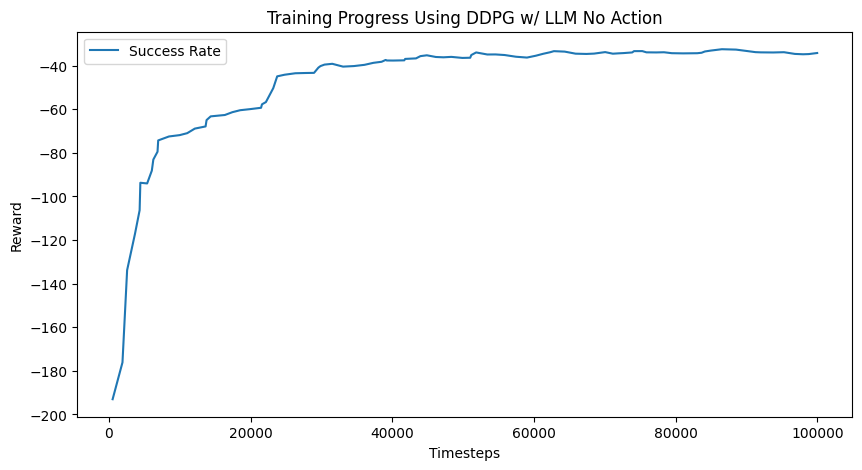 Training Progress Using DDPG w/ LLM No Action
Success Rate
−40
−60
−80
−100
−120
−140
−160
−180
−200
Reward
0 20000 40000 60000 80000 100000
Timesteps